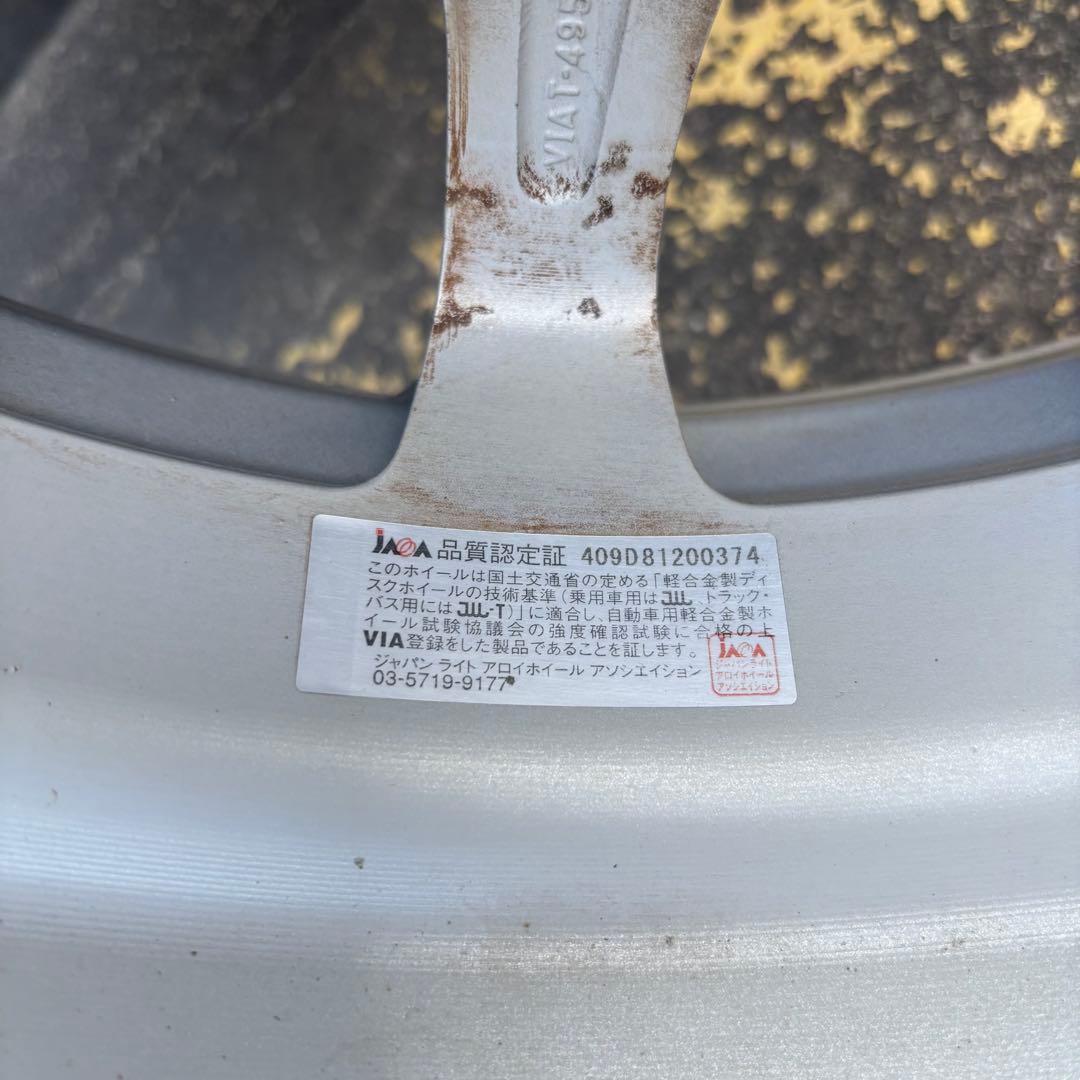 VIAT・495
JAWA 品質認定証 409D81200374
このホイールは国土交通省の定める「軽合金製ディ
スクホイールの技術基準（乗用車用はJWL トラック・
バス用にはJWL-T）」に適合し、自動車用軽合金製ホ
イール試験協議会の強度確認試験に合格の上
VIA登録をした製品であることを証します。
ジャパン ライト アロイホイール アソシエイション
03-5719-9177
JAWA
ジャパン ライト
アロイホイール
アソシエイション